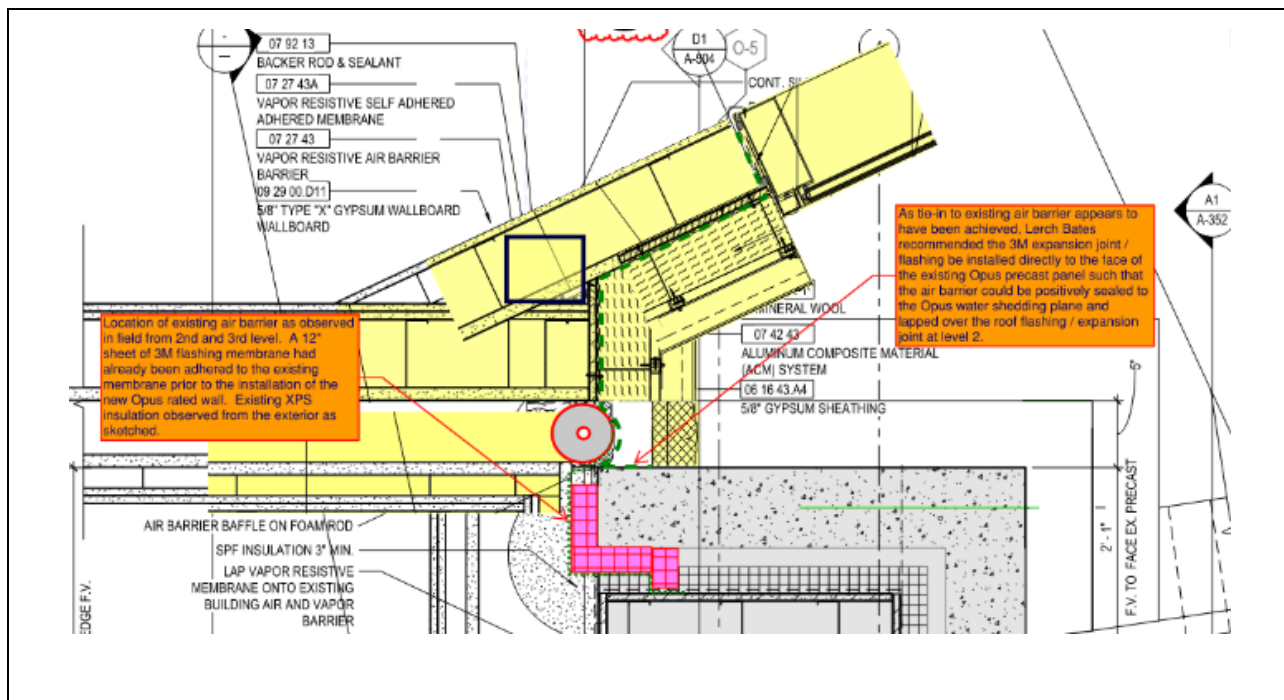 07 92 13
BACKER ROD & SEALANT
07 27 43A
VAPOR RESISTIVE SELF ADHERED
ADHERED MEMBRANE
07 27 43
VAPOR RESISTIVE AIR BARRIER
BARRIER
09 29 00.D11
5/8" TYPE "X" GYPSUM WALLBOARD
WALLBOARD
D1
A-504
O-5
CONT.
A1
A-352
As tie-in to existing air barrier appears to
have been achieved, Lerch Bates
recommended the 3M expansion joint /
flashing be installed directly to the face of
the existing Opus precast panel such that
the air barrier could be positively sealed to
the Opus water shedding plane and
lapped over the roof flashing / expansion
joint at level 2.
MINERAL WOOL
07 42 43
ALUMINUM COMPOSITE MATERIAL
(ACM) SYSTEM
06 16 43.A4
5/8" GYPSUM SHEATHING
Location of existing air barrier as observed
in field from 2nd and 3rd level. A 12"
sheet of 3M flashing membrane had
already been adhered to the existing
membrane prior to the installation of the
new Opus rated wall. Existing XPS
insulation observed from the exterior as
sketched.
5"
AIR BARRIER BAFFLE ON FOAM ROD
SPF INSULATION 3" MIN.
LAP VAPOR RESISTIVE
MEMBRANE ONTO EXISTING
BUILDING AIR AND VAPOR
BARRIER
EDGE F.V.
2' - 1"
F.V. TO FACE EX. PRECAST